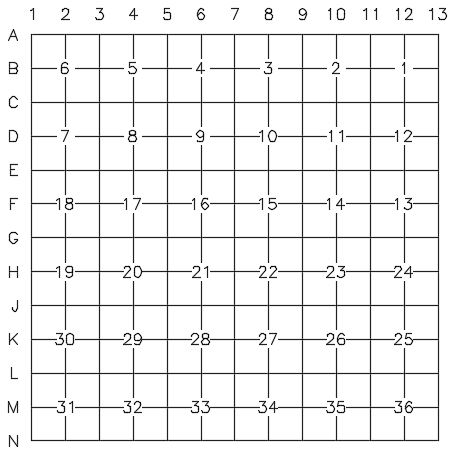 1 2 3 4 5 6 7 8 9 10 11 12 13
A
B 6 5 4 3 2 1
C
D 7 8 9 10 11 12
E
F 18 17 16 15 14 13
G
H 19 20 21 22 23 24
J
K 30 29 28 27 26 25
L
M 31 32 33 34 35 36
N